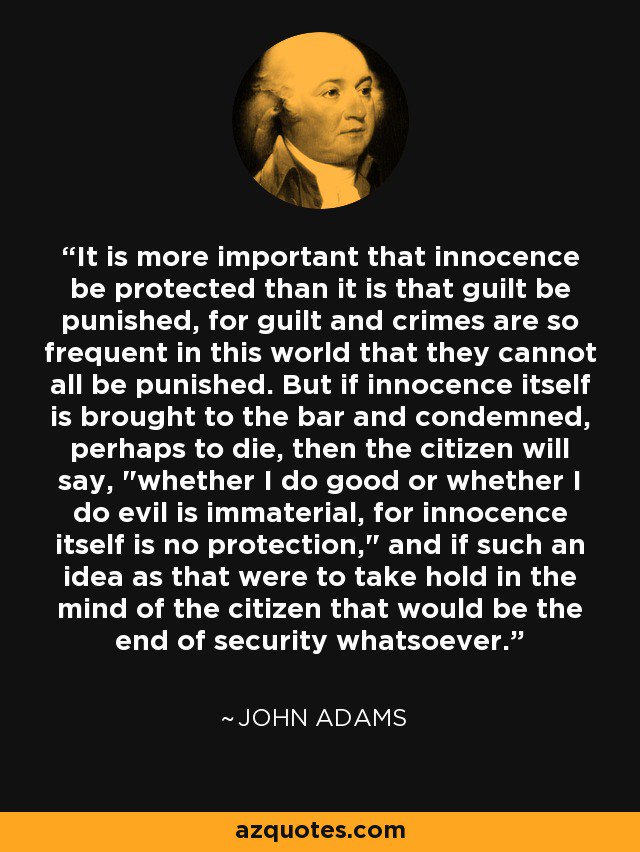 “It is more important that innocence
be protected than it is that guilt be
punished, for guilt and crimes are so
frequent in this world that they cannot
all be punished. But if innocence itself
is brought to the bar and condemned,
perhaps to die, then the citizen will
say, "whether I do good or whether I
do evil is immaterial, for innocence
itself is no protection," and if such an
idea as that were to take hold in the
mind of the citizen that would be the
end of security whatsoever.”
~JOHN ADAMS
azquotes.com